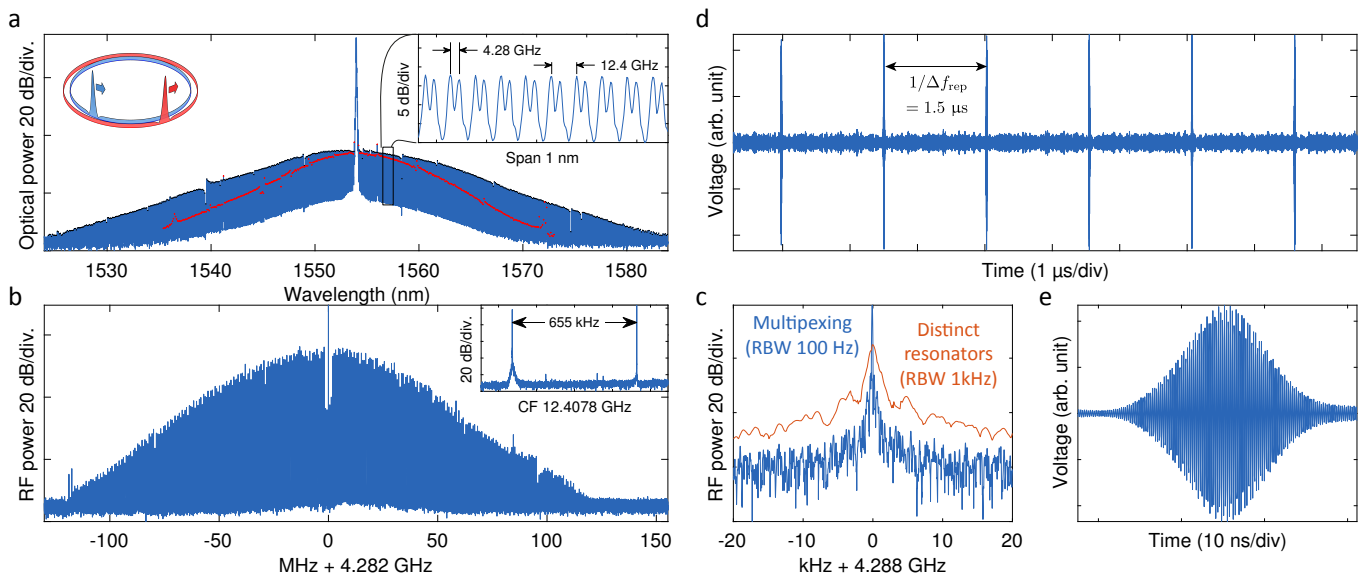 a
Optical power 20 dB/div.
4.28 GHz
12.4 GHz
5 dB/div
Span 1 nm
1530
1540
1550
1560
1570
1580
Wavelength (nm)
b
RF power 20 dB/div.
655 kHz
20 dB/div.
CF 12.4078 GHz
-100
-50
0
50
100
150
MHz + 4.282 GHz
c
RF power 20 dB/div.
Multipexing
(RBW 100 Hz)
Distinct
resonators
(RBW 1kHz)
-20
-10
0
10
20
kHz + 4.288 GHz
d
Voltage (arb. unit)
1/Δf_rep
= 1.5 µs
Time (1 µs/div)
e
Voltage (arb. unit)
Time (10 ns/div)